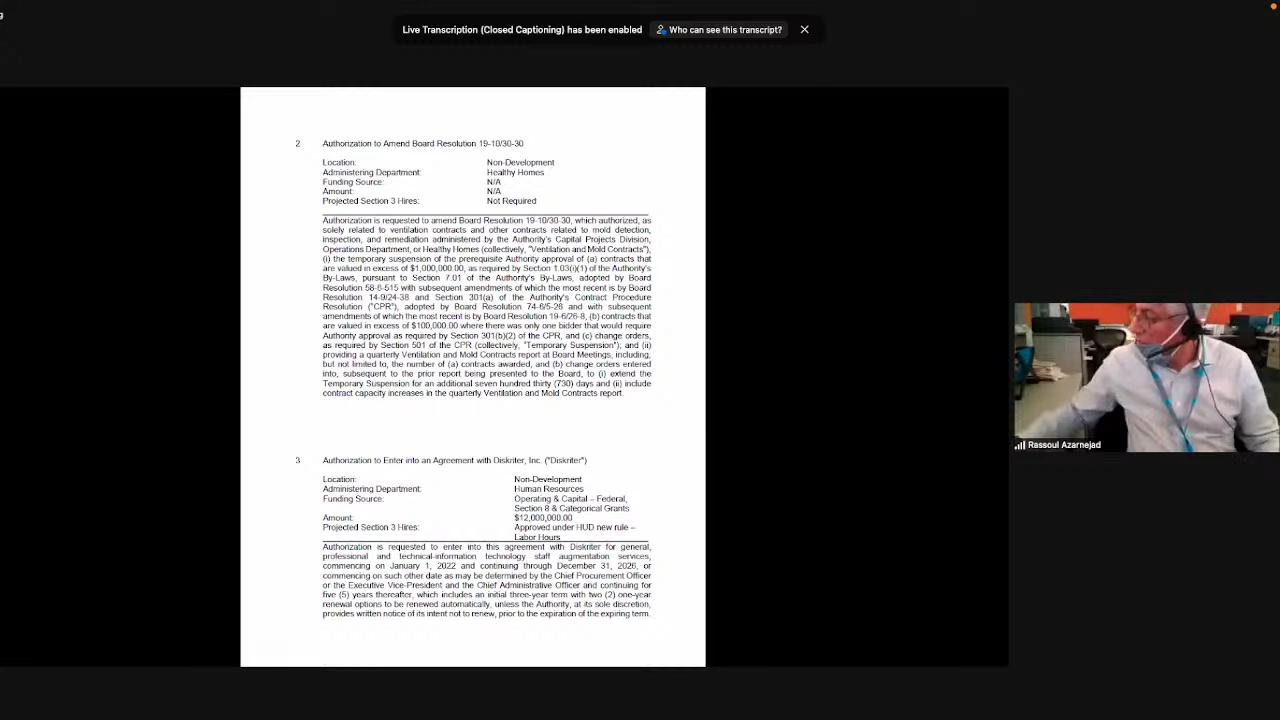 g
Live Transcription (Closed Captioning) has been enabled
Who can see this transcript?
2 Authorization to Amend Board Resolution 19-10/30-30
Location: Non-Development
Administering Department: Healthy Homes
Funding Source: N/A
Amount: N/A
Projected Section 3 Hires: Not Required
Authorization is requested to amend Board Resolution 19-10/30-30, which authorized, as
solely related to ventilation contracts and other contracts related to mold detection,
inspection, and remediation administered by the Authority's Capital Projects Division,
Operations Department, or Healthy Homes (collectively, "Ventilation and Mold Contracts"),
(i) the temporary suspension of the prerequisite Authority approval of (a) contracts that
are valued in excess of $1,000,000.00, as required by Section 1.03(i)(1) of the Authority's
By-Laws, pursuant to Section 7.01 of the Authority's By-Laws, adopted by Board
Resolution 58-6-515 with subsequent amendments of which the most recent is by Board
Resolution 14-9/24-38 and Section 301(a) of the Authority's Contract Procedure
Resolution ("CPR"), adopted by Board Resolution 74-6/5-28 and with subsequent
amendments of which the most recent is by Board Resolution 19-6/26-8, (b) contracts that
are valued in excess of $100,000.00 where there was only one bidder that would require
Authority approval as required by Section 301(b)(2) of the CPR, and (c) change orders,
as required by Section 501 of the CPR (collectively, "Temporary Suspension"), and (ii)
providing a quarterly Ventilation and Mold Contracts report at Board Meetings, including,
but not limited to, the number of (a) contracts awarded, and (b) change orders entered
into, subsequent to the prior report being presented to the Board, to (i) extend the
Temporary Suspension for an additional seven hundred thirty (730) days and (ii) include
contract capacity increases in the quarterly Ventilation and Mold Contracts report.
3 Authorization to Enter into an Agreement with Diskriter, Inc. ("Diskriter")
Location: Non-Development
Administering Department: Human Resources
Funding Source: Operating & Capital – Federal,
Section 8 & Categorical Grants
Amount: $12,000,000.00
Projected Section 3 Hires: Approved under HUD new rule –
Labor Hours
Authorization is requested to enter into this agreement with Diskriter for general,
professional and technical-information technology staff augmentation services,
commencing on January 1, 2022 and continuing through December 31, 2026, or
commencing on such other date as may be determined by the Chief Procurement Officer
or the Executive Vice-President and the Chief Administrative Officer and continuing for
five (5) years thereafter, which includes an initial three-year term with two (2) one-year
renewal options to be renewed automatically, unless the Authority, at its sole discretion,
provides written notice of its intent not to renew, prior to the expiration of the expiring term.
Rassoul Azarnejad